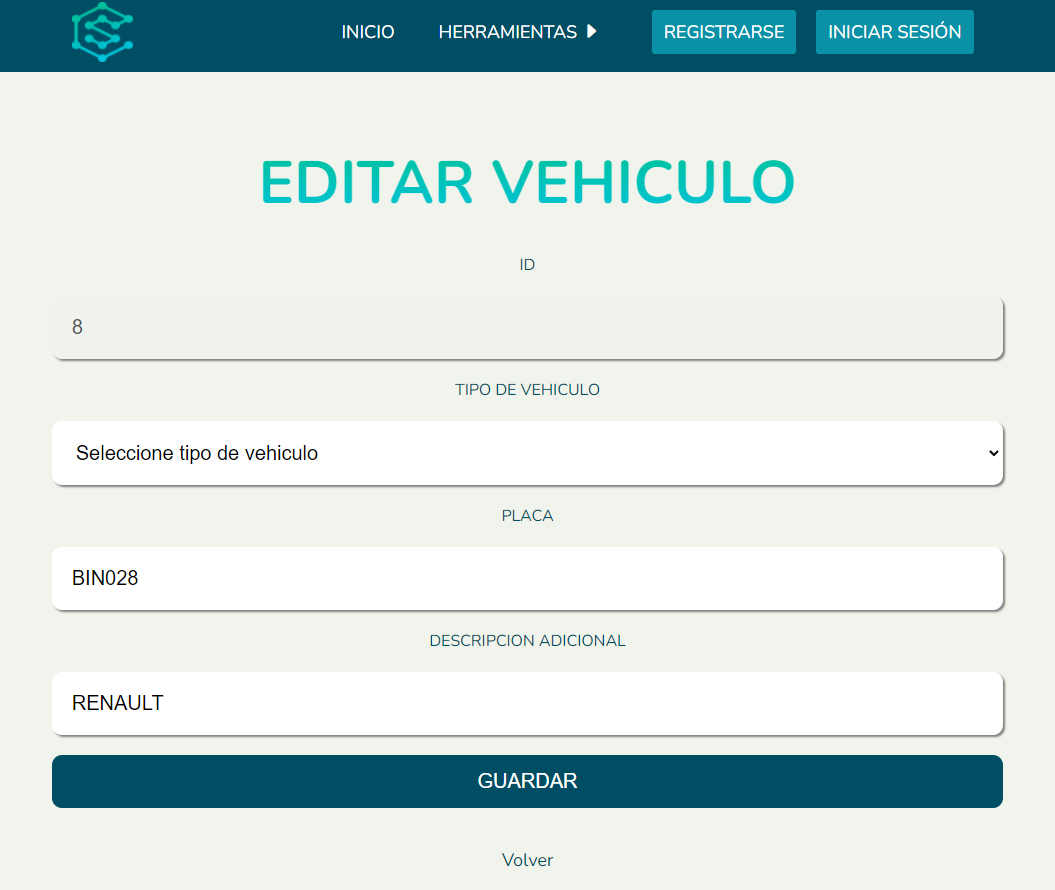 INICIO HERRAMIENTAS REGISTRARSE INICIAR SESIÓN
EDITAR VEHICULO
ID
8
TIPO DE VEHICULO
Seleccione tipo de vehiculo
PLACA
BIN028
DESCRIPCION ADICIONAL
RENAULT
GUARDAR
Volver